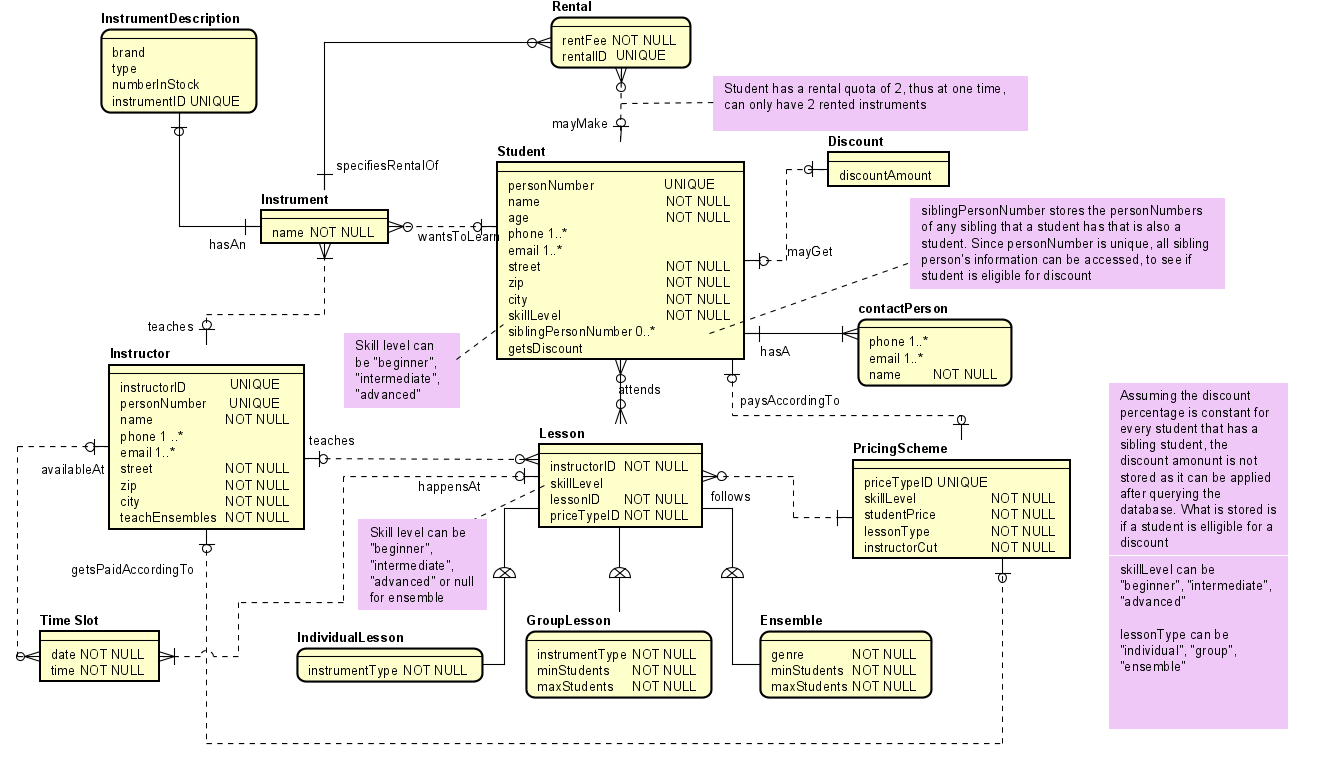 InstrumentDescription
brand
type
numberInStock
instrumentID UNIQUE
Rental
rentFee NOT NULL
rentalID UNIQUE
Student has a rental quota of 2, thus at one time,
can only have 2 rented instruments
mayMake
specifiesRentalOf
Instrument
name NOT NULL
hasAn
wantsToLearn
Student
personNumber UNIQUE
name NOT NULL
age NOT NULL
phone 1..*
email 1..*
street NOT NULL
zip NOT NULL
city NOT NULL
skillLevel NOT NULL
siblingPersonNumber 0..*
getsDiscount
Discount
discountAmount
mayGet
siblingPersonNumber stores the personNumbers
of any sibling that a student has that is also a
student. Since personNumber is unique, all sibling
person's information can be accessed, to see if
student is eligible for discount
contactPerson
phone 1..*
email 1..*
name NOT NULL
hasA
teaches
Skill level can
be "beginner",
"intermediate",
"advanced"
Instructor
instructorID UNIQUE
personNumber UNIQUE
name NOT NULL
phone 1 ..*
email 1..*
street NOT NULL
zip NOT NULL
city NOT NULL
teachEnsembles NOT NULL
availableAt
teaches
attends
paysAccordingTo
happensAt
Lesson
instructorID NOT NULL
skillLevel
lessonID NOT NULL
priceTypeID NOT NULL
follows
PricingScheme
priceTypeID UNIQUE
skillLevel NOT NULL
studentPrice NOT NULL
lessonType NOT NULL
instructorCut NOT NULL
Assuming the discount
percentage is constant for
every student that has a
sibling student, the
discount amonunt is not
stored as it can be applied
after querying the
database. What is stored is
if a student is elligible for a
discount
skillLevel can be
"beginner", "intermediate",
"advanced"
lessonType can be
"individual", "group",
"ensemble"
Skill level can be
"beginner",
"intermediate",
"advanced" or null
for ensemble
getsPaidAccordingTo
Time Slot
date NOT NULL
time NOT NULL
IndividualLesson
instrumentType NOT NULL
GroupLesson
instrumentType NOT NULL
minStudents NOT NULL
maxStudents NOT NULL
Ensemble
genre NOT NULL
minStudents NOT NULL
maxStudents NOT NULL